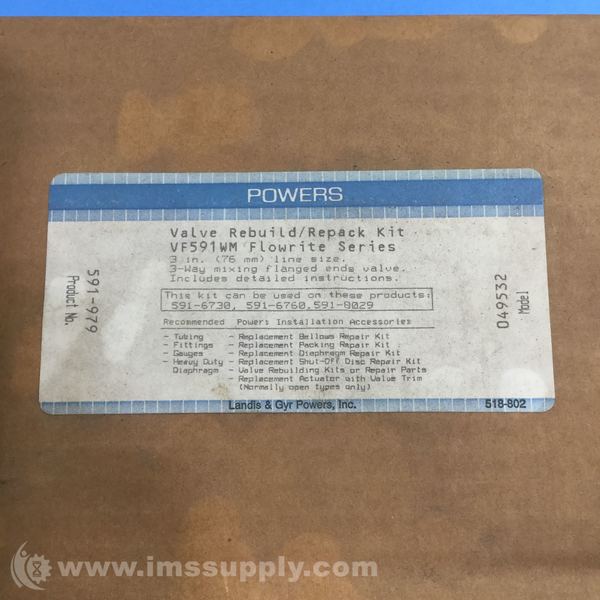 POWERS
Valve Rebuild/Repack Kit
VF591WM Flowrite Series
3 in. (76 mm) line size.
3-Way mixing flanged ends valve.
Includes detailed instructions.
This kit can be used on these products:
591-6730, 591-6760,591-8029
Recommended Powers Installation Accessories
- Tubing - Replacement Bellows Repair Kit
- Fittings - Replacement Packing Repair Kit
- Gauges - Replacement Diaphragm Repair Kit
- Heavy Duty - Replacement Shut-Off Disc Repair Kit
Diaphragm - Valve Rebuilding Kits or Repair Parts
- Replacement Actuator with Valve Trim
(Normally open types only)
Product No.
591-979
049532
Model
Landis & Gyr Powers, Inc.
518-802
www.imssupply.com